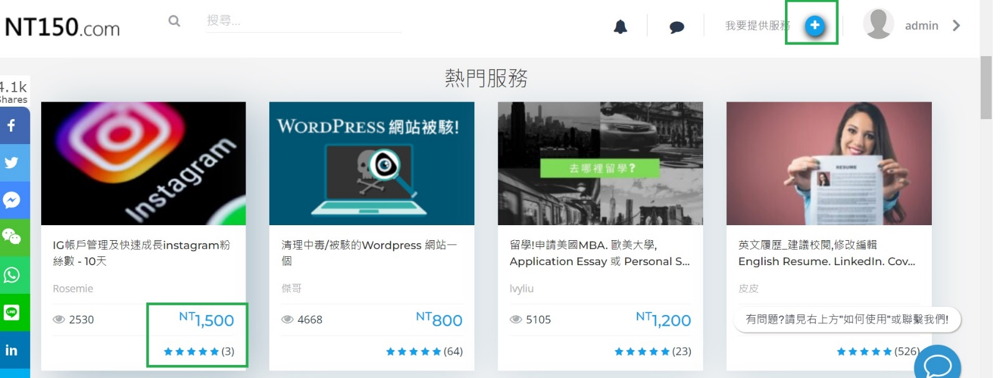 NT150.com
搜尋...
我要提供服務
admin
熱門服務
4.1k
Shares
Instagram
WORDPRESS 網站被駭!
去哪裡留學?
RESUME
IG帳戶管理及快速成長instagram粉
絲數 - 10天
Rosemie
2530
NT1,500
(3)
清理中毒/被駭的Wordpress 網站一
個
傑哥
4668
NT800
(64)
留學!申請美國MBA. 歐美大學,
Application Essay 或 Personal S...
Ivyliu
5105
NT1,200
(23)
英文履歷_建議校閱,修改編輯
English Resume. LinkedIn. Cov...
皮皮
有問題?請見右上方"如何使用"或聯繫我們!
(526)
LINE
in